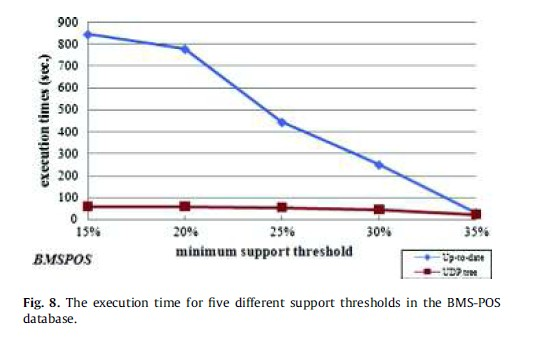 900
800
700
600
500
400
300
200
100
0
execution times (sec.)
15% 20% 25% 30% 35%
minimum support threshold
BMSPOS
Up-to-date
UDP tree
Fig. 8. The execution time for five different support thresholds in the BMS-POS
database.